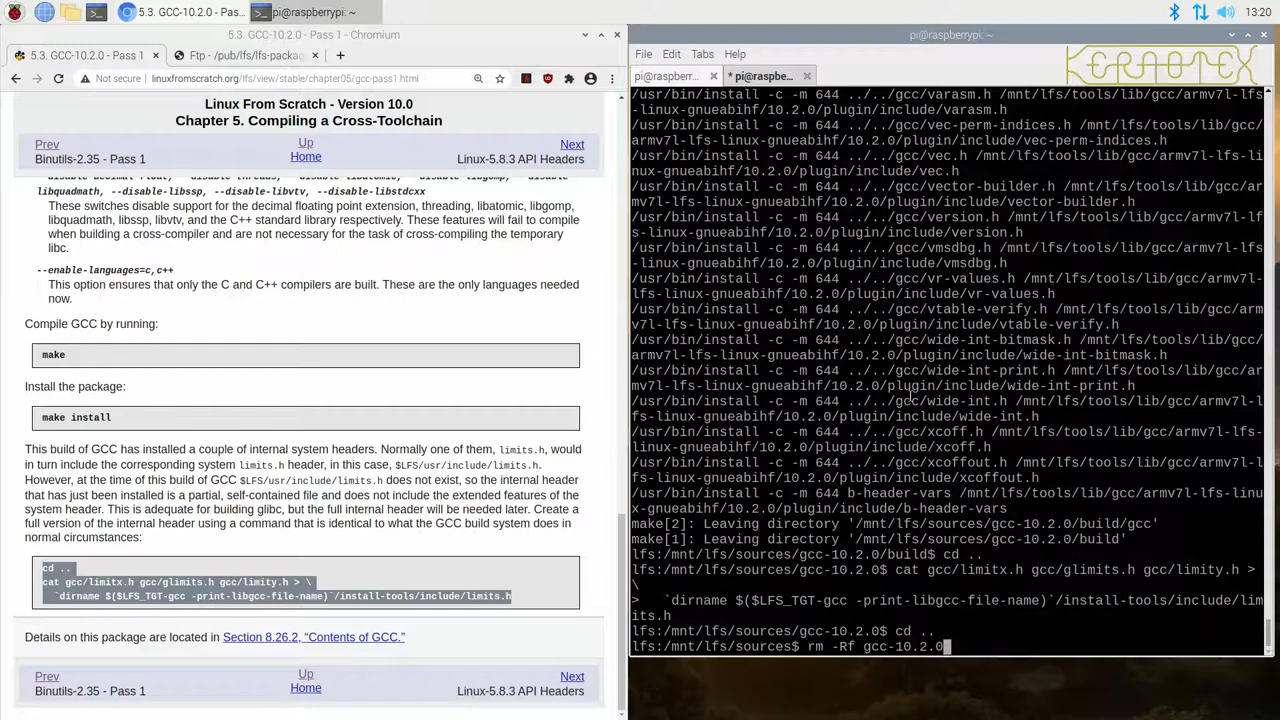 5.3. GCC-10.2.0 - Pas...
pi@raspberrypi: ~
13:20
5.3. GCC-10.2.0 - Pass 1 - Chromium
5.3. GCC-10.2.0 - Pass 1
Ftp - /pub/lfs/lfs-packag
Not secure
linuxfromscratch.org/lfs/view/stable/chapter05/gcc-pass1.html
Linux From Scratch - Version 10.0
Chapter 5. Compiling a Cross-Toolchain
Prev
Up
Next
Binutils-2.35 - Pass 1
Home
Linux-5.8.3 API Headers
libquadmath, --disable-libssp, --disable-libvtv, --disable-libstdcxx
These switches disable support for the decimal floating point extension, threading, libatomic, libgomp,
libquadmath, libssp, libvtv, and the C++ standard library respectively. These features will fail to compile
when building a cross-compiler and are not necessary for the task of cross-compiling the temporary
libc.
--enable-languages=c,c++
This option ensures that only the C and C++ compilers are built. These are the only languages needed
now.
Compile GCC by running:
make
Install the package:
make install
This build of GCC has installed a couple of internal system headers. Normally one of them, limits.h, would
in turn include the corresponding system limits.h header, in this case, $LFS/usr/include/limits.h.
However, at the time of this build of GCC $LFS/usr/include/limits.h does not exist, so the internal header
that has just been installed is a partial, self-contained file and does not include the extended features of the
system header. This is adequate for building glibc, but the full internal header will be needed later. Create a
full version of the internal header using a command that is identical to what the GCC build system does in
normal circumstances:
cd ..
cat gcc/limitx.h gcc/glimits.h gcc/limity.h > \
`dirname $($LFS_TGT-gcc -print-libgcc-file-name)`/install-tools/include/limits.h
Details on this package are located in Section 8.26.2, “Contents of GCC.”
Prev
Up
Next
Binutils-2.35 - Pass 1
Home
Linux-5.8.3 API Headers
pi@raspberrypi: ~
File Edit Tabs Help
KERNOTEX
pi@raspberr...
* pi@raspbe...
/usr/bin/install -c -m 644 ../../gcc/varasm.h /mnt/lfs/tools/lib/gcc/armv7l-lfs
-linux-gnueabihf/10.2.0/plugin/include/varasm.h
/usr/bin/install -c -m 644 ../../gcc/vec-perm-indices.h /mnt/lfs/tools/lib/gcc/
armv7l-lfs-linux-gnueabihf/10.2.0/plugin/include/vec-perm-indices.h
/usr/bin/install -c -m 644 ../../gcc/vec.h /mnt/lfs/tools/lib/gcc/armv7l-lfs-li
nux-gnueabihf/10.2.0/plugin/include/vec.h
/usr/bin/install -c -m 644 ../../gcc/vector-builder.h /mnt/lfs/tools/lib/gcc/ar
mv7l-lfs-linux-gnueabihf/10.2.0/plugin/include/vector-builder.h
/usr/bin/install -c -m 644 ../../gcc/version.h /mnt/lfs/tools/lib/gcc/armv7l-lf
s-linux-gnueabihf/10.2.0/plugin/include/version.h
/usr/bin/install -c -m 644 ../../gcc/vmsdbg.h /mnt/lfs/tools/lib/gcc/armv7l-lfs
-linux-gnueabihf/10.2.0/plugin/include/vmsdbg.h
/usr/bin/install -c -m 644 ../../gcc/vr-values.h /mnt/lfs/tools/lib/gcc/armv7l-
lfs-linux-gnueabihf/10.2.0/plugin/include/vr-values.h
/usr/bin/install -c -m 644 ../../gcc/vtable-verify.h /mnt/lfs/tools/lib/gcc/arm
v7l-lfs-linux-gnueabihf/10.2.0/plugin/include/vtable-verify.h
/usr/bin/install -c -m 644 ../../gcc/wide-int-bitmask.h /mnt/lfs/tools/lib/gcc/
armv7l-lfs-linux-gnueabihf/10.2.0/plugin/include/wide-int-bitmask.h
/usr/bin/install -c -m 644 ../../gcc/wide-int-print.h /mnt/lfs/tools/lib/gcc/ar
mv7l-lfs-linux-gnueabihf/10.2.0/plugin/include/wide-int-print.h
/usr/bin/install -c -m 644 ../../gcc/wide-int.h /mnt/lfs/tools/lib/gcc/armv7l-l
fs-linux-gnueabihf/10.2.0/plugin/include/wide-int.h
/usr/bin/install -c -m 644 ../../gcc/xcoff.h /mnt/lfs/tools/lib/gcc/armv7l-lfs-
linux-gnueabihf/10.2.0/plugin/include/xcoff.h
/usr/bin/install -c -m 644 ../../gcc/xcoffout.h /mnt/lfs/tools/lib/gcc/armv7l-l
fs-linux-gnueabihf/10.2.0/plugin/include/xcoffout.h
/usr/bin/install -c -m 644 b-header-vars /mnt/lfs/tools/lib/gcc/armv7l-lfs-linu
x-gnueabihf/10.2.0/plugin/include/b-header-vars
make[2]: Leaving directory '/mnt/lfs/sources/gcc-10.2.0/build/gcc'
make[1]: Leaving directory '/mnt/lfs/sources/gcc-10.2.0/build'
lfs:/mnt/lfs/sources/gcc-10.2.0/build$ cd ..
lfs:/mnt/lfs/sources/gcc-10.2.0$ cat gcc/limitx.h gcc/glimits.h gcc/limity.h >
\
> `dirname $($LFS_TGT-gcc -print-libgcc-file-name)`/install-tools/include/lim
its.h
lfs:/mnt/lfs/sources/gcc-10.2.0$ cd ..
lfs:/mnt/lfs/sources$ rm -Rf gcc-10.2.0